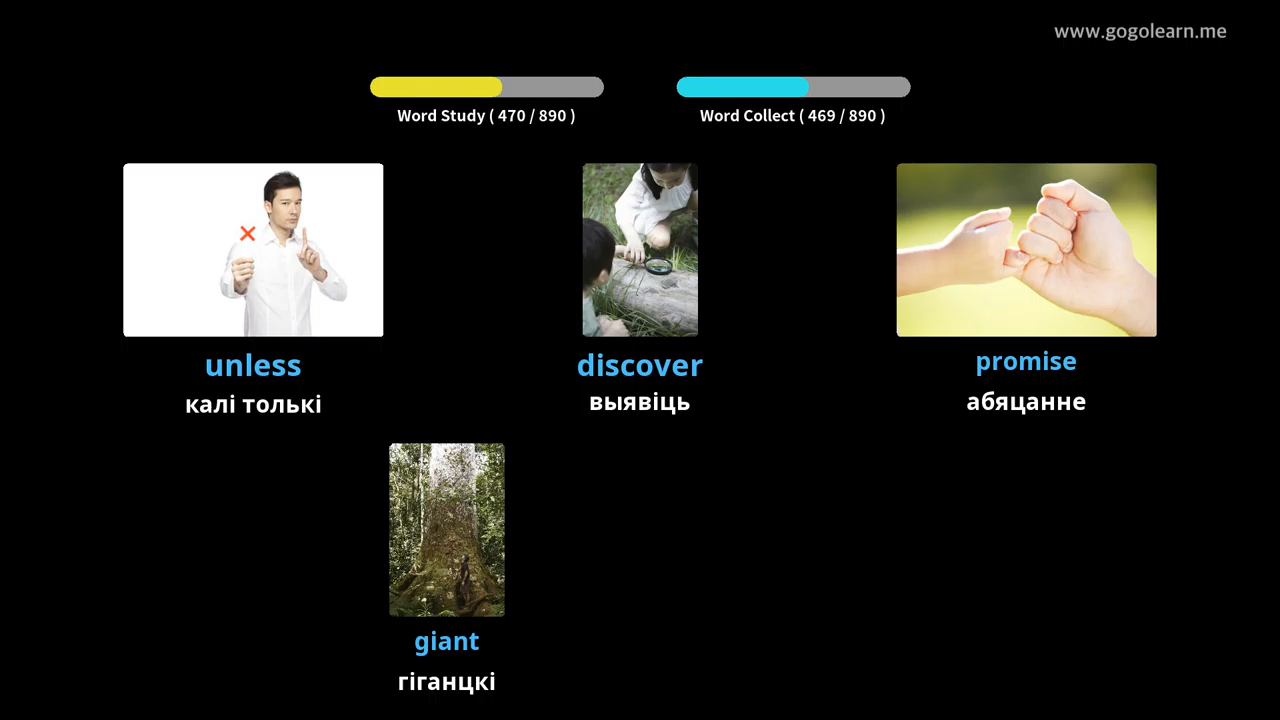 www.gogolearn.me
Word Study ( 470 / 890 )
Word Collect ( 469 / 890 )
unless
калі толькі
discover
выявіць
promise
абяцанне
giant
гіганцкі